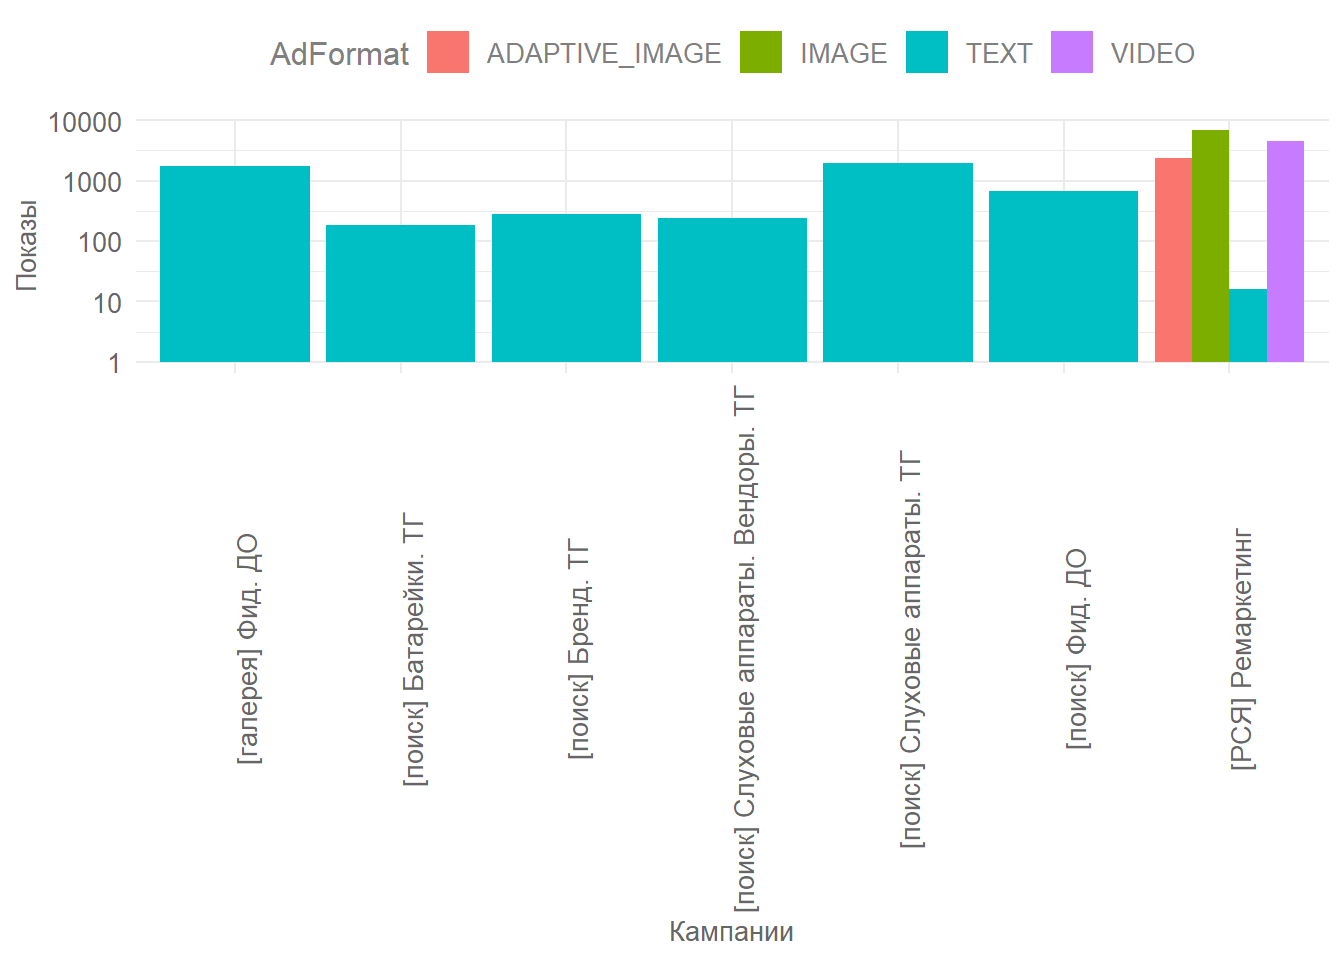 AdFormat ADAPTIVE_IMAGE IMAGE TEXT VIDEO
Показы
10000
1000
100
10
1
[галерея] Фид. ДО
[поиск] Батарейки. ТГ
[поиск] Бренд. ТГ
[поиск] Слуховые аппараты. Вендоры. ТГ
[поиск] Слуховые аппараты. ТГ
[поиск] Фид. ДО
[РСЯ] Ремаркетинг
Кампании